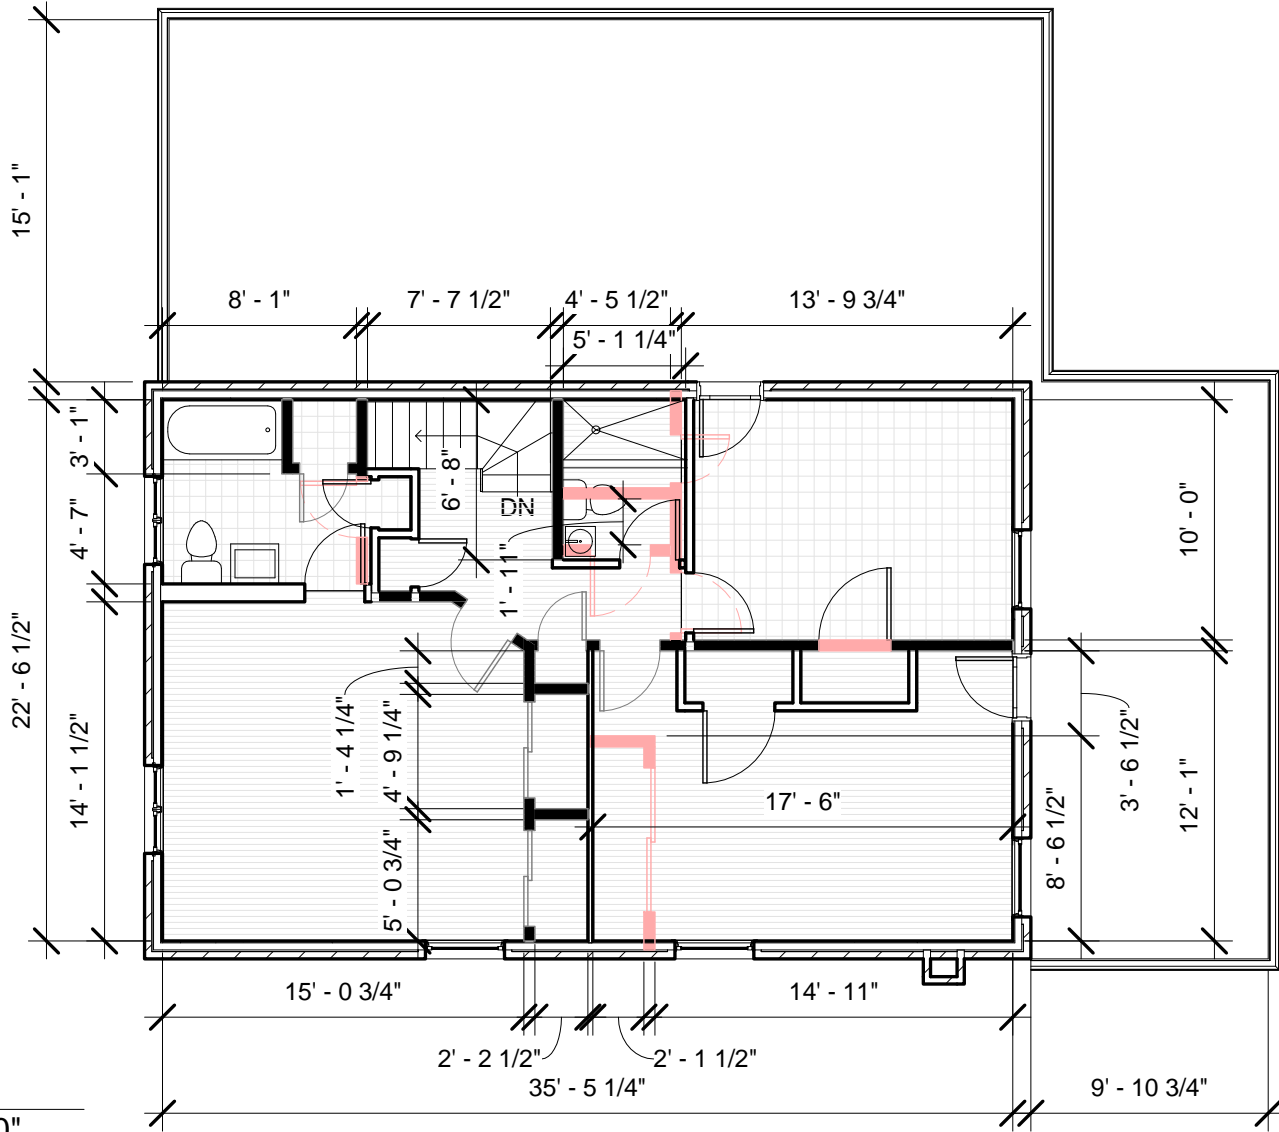 15' - 1"
8' - 1"
7' - 7 1/2"
4' - 5 1/2"
13' - 9 3/4"
5' - 1 1/4"
3' - 1"
4' - 7"
6' - 8"
DN
10' - 0"
1' - 11"
22' - 6 1/2"
14' - 1 1/2"
1' - 4 1/4"
4' - 9 1/4"
5' - 0 3/4"
17' - 6"
8' - 6 1/2"
3' - 6 1/2"
12' - 1"
15' - 0 3/4"
14' - 11"
2' - 2 1/2"
2' - 1 1/2"
35' - 5 1/4"
9' - 10 3/4"
0"